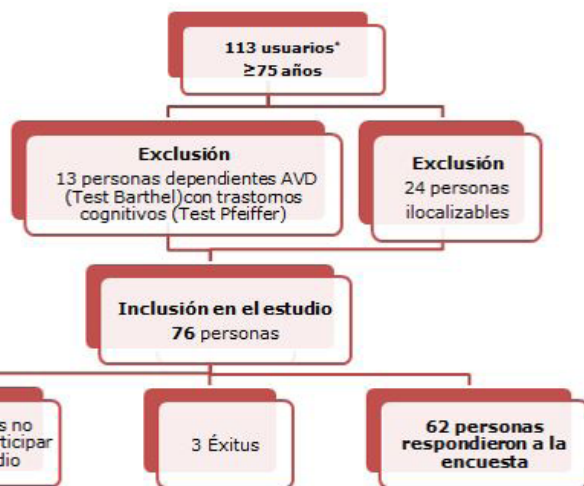 113 usuarios*
≥75 años
Exclusión
13 personas dependientes AVD
(Test Barthel)con trastornos
cognitivos (Test Pfeiffer)
Exclusión
24 personas
ilocalizables
Inclusión en el estudio
76 personas
no
3 Éxitus
62 personas
respondieron a la
encuesta